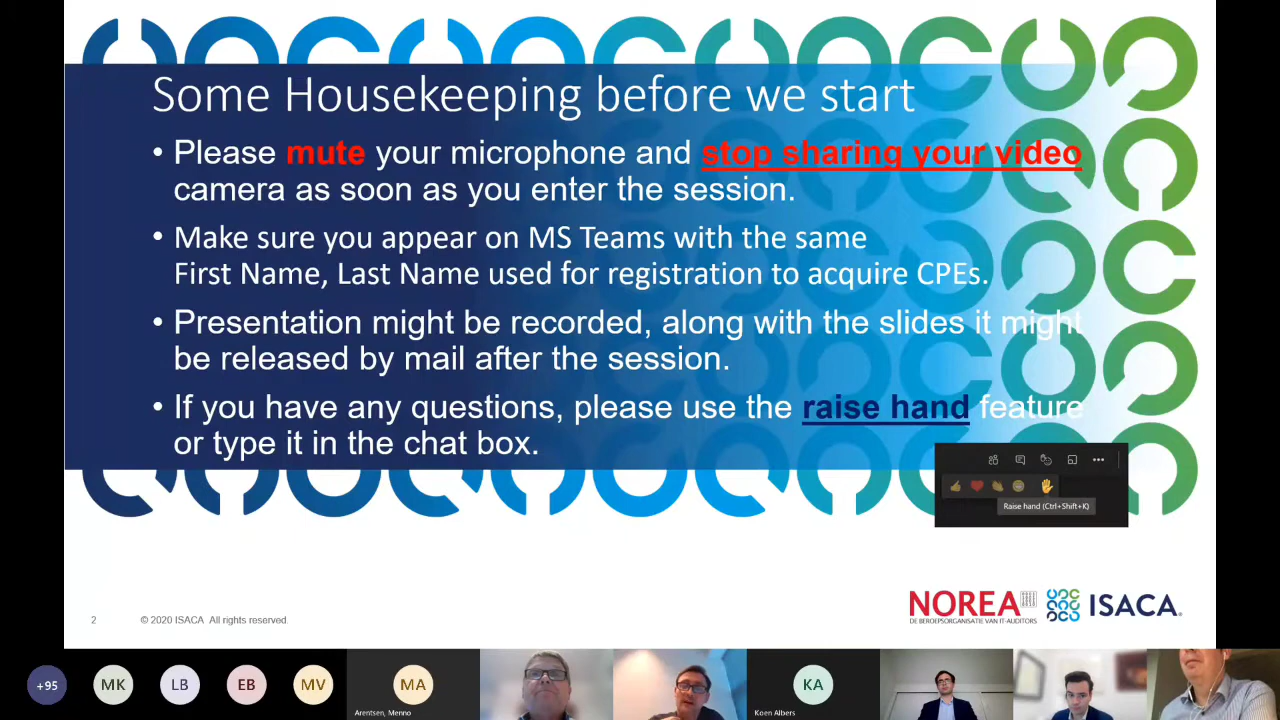 Some Housekeeping before we start
• Please mute your microphone and stop sharing your video
camera as soon as you enter the session.
• Make sure you appear on MS Teams with the same
First Name, Last Name used for registration to acquire CPEs.
• Presentation might be recorded, along with the slides it might
be released by mail after the session.
• If you have any questions, please use the raise hand feature
or type it in the chat box.
Raise hand (Ctrl+Shift+K)
2
© 2020 ISACA All rights reserved.
NOREA
DE BEROEPSORGANISATIE VAN IT-AUDITORS
ISACA
+95
MK
LB
EB
MV
MA
Arentsen, Menno
KA
Koen Albers